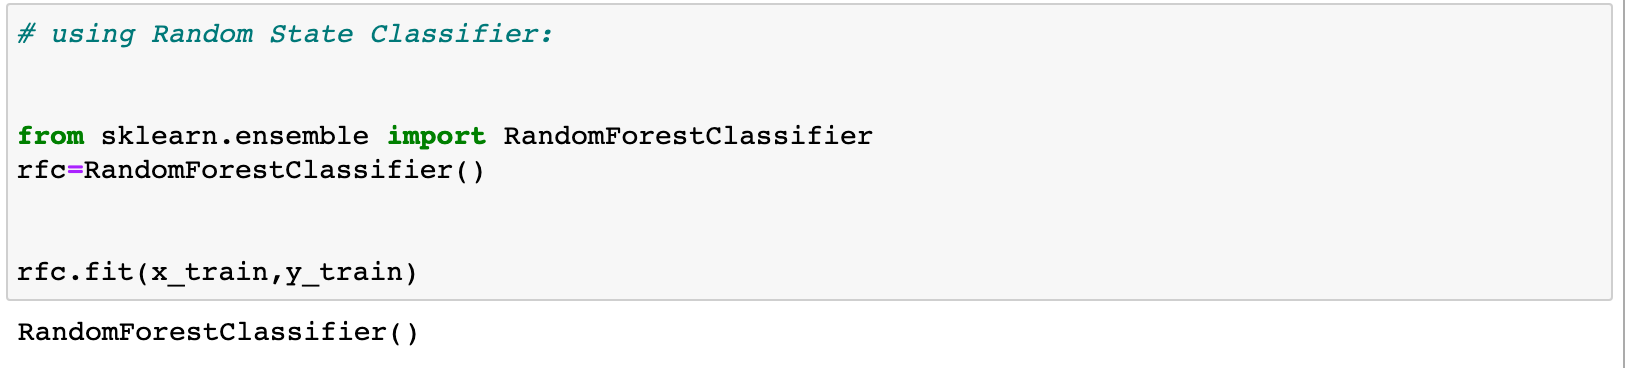 # using Random State Classifier:
from sklearn.ensemble import RandomForestClassifier
rfc=RandomForestClassifier()
rfc.fit(x_train,y_train)
RandomForestClassifier()